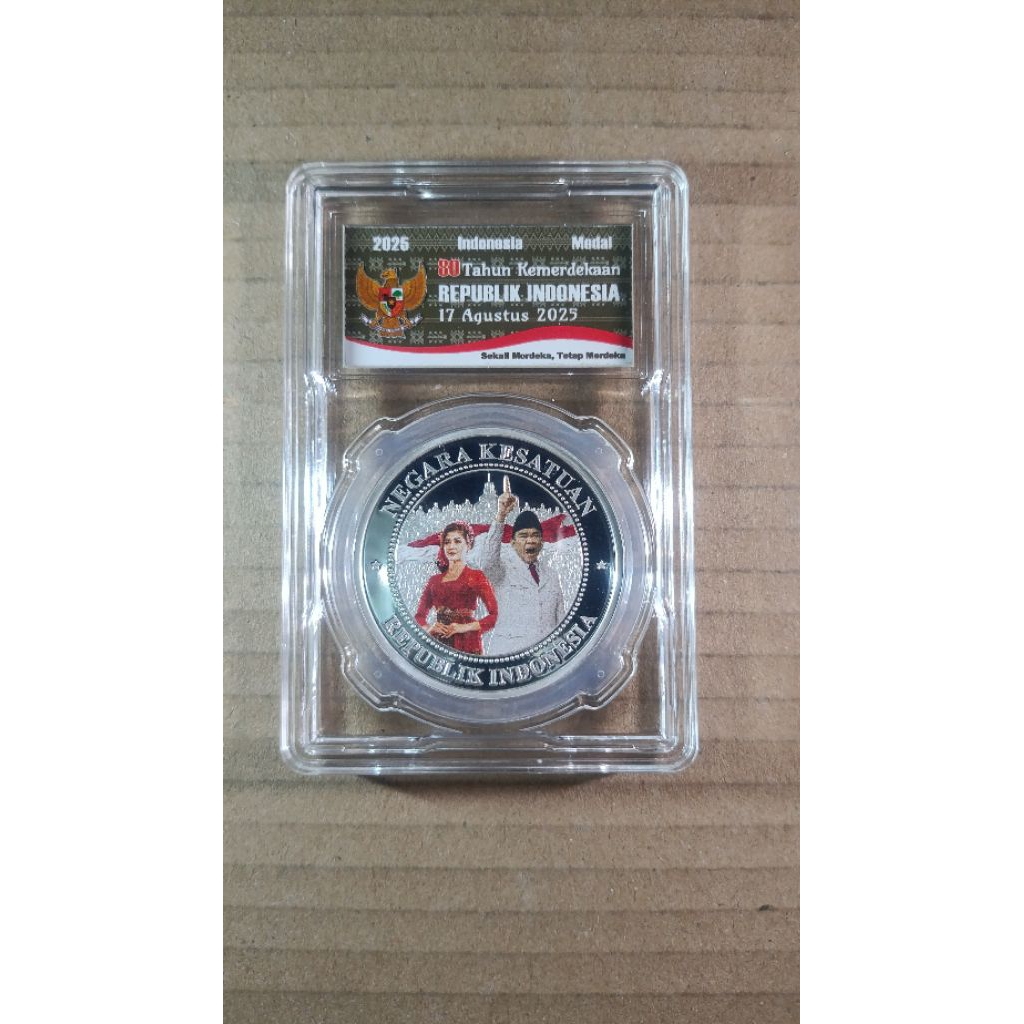 2025 Indonesia Medal
80 Tahun Kemerdekaan
REPUBLIK INDONESIA
17 Agustus 2025
Sekali Merdeka, Tetap Merdeka
NEGARA KESATUAN
REPUBLIK INDONESIA